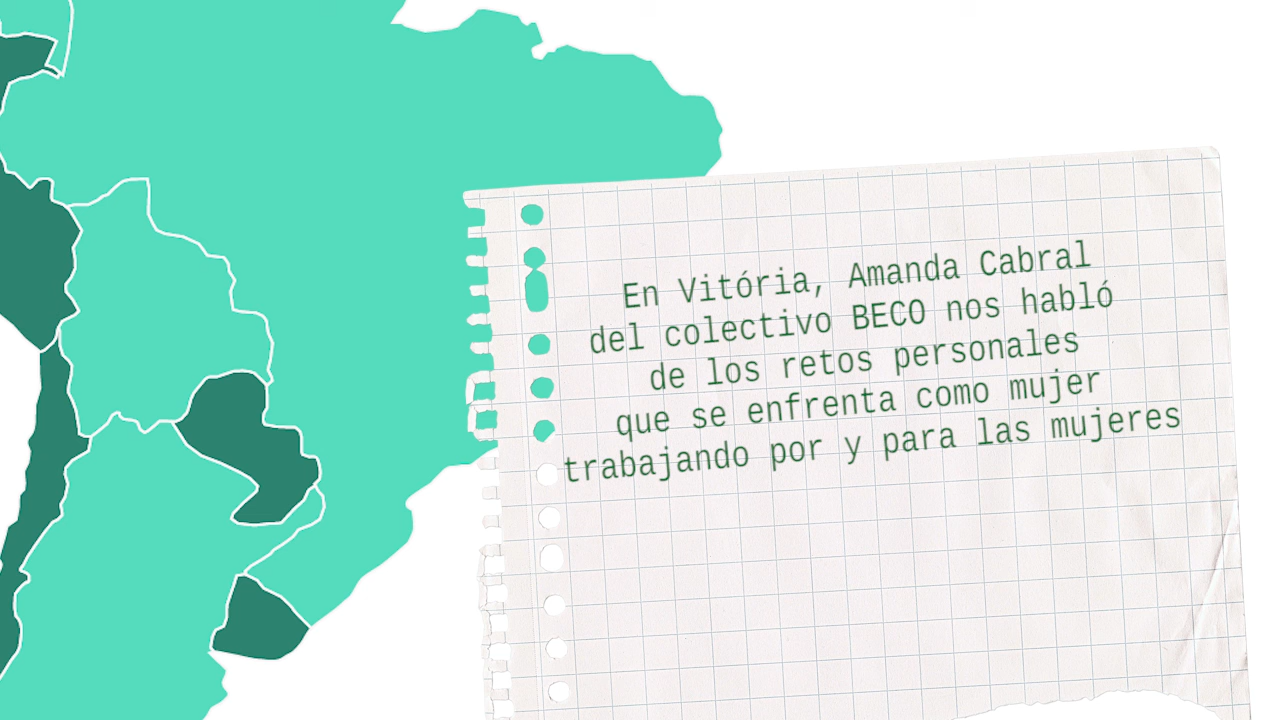 En Vitória, Amanda Cabral
del colectivo BECO nos habló
de los retos personales
que se enfrenta como mujer
trabajando por y para las mujeres